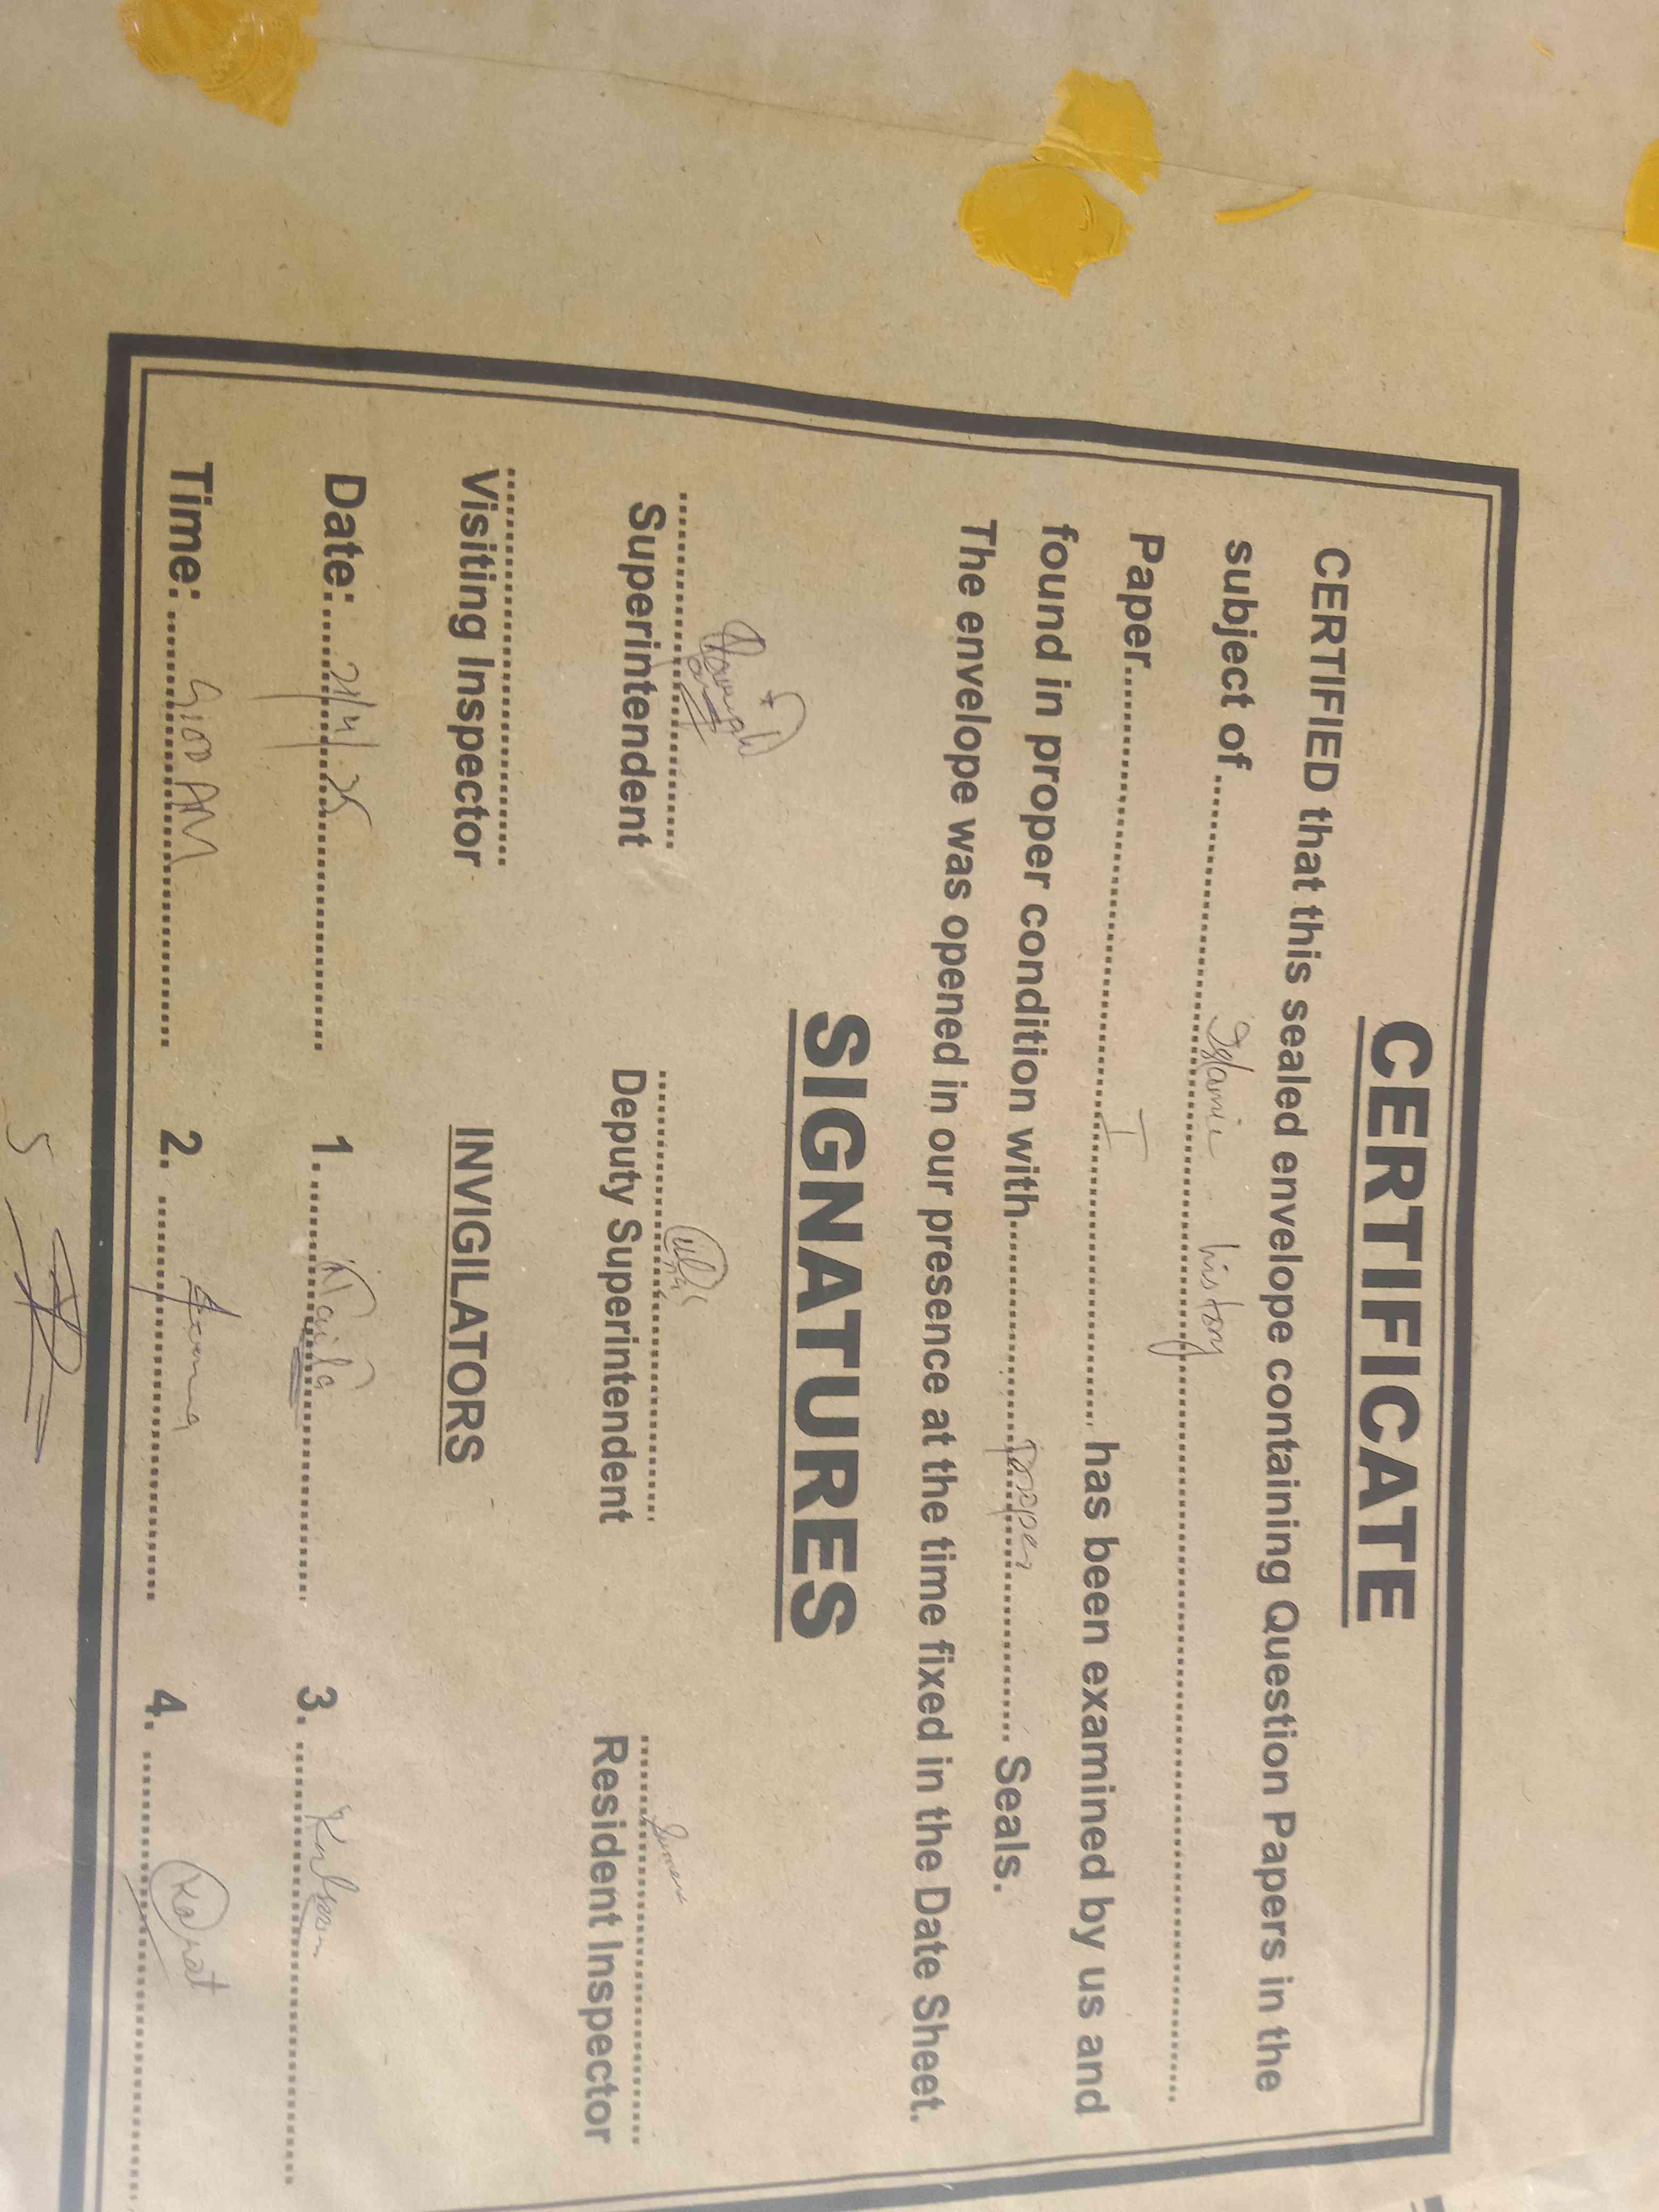 CERTIFICATE
CERTIFIED that this sealed envelope containing Question Papers in the
subject of.......... Islamic history ..........
Paper.......... I .......... has been examined by us and
found in proper condition with.......... Proper .......... Seals.
The envelope was opened in our presence at the time fixed in the Date Sheet.
SIGNATURES
Superintendent Deputy Superintendent Resident Inspector
Visiting Inspector INVIGILATORS
Date: 21/4/25 1. 3.
Time: 9:00 AM 2. 4.
5